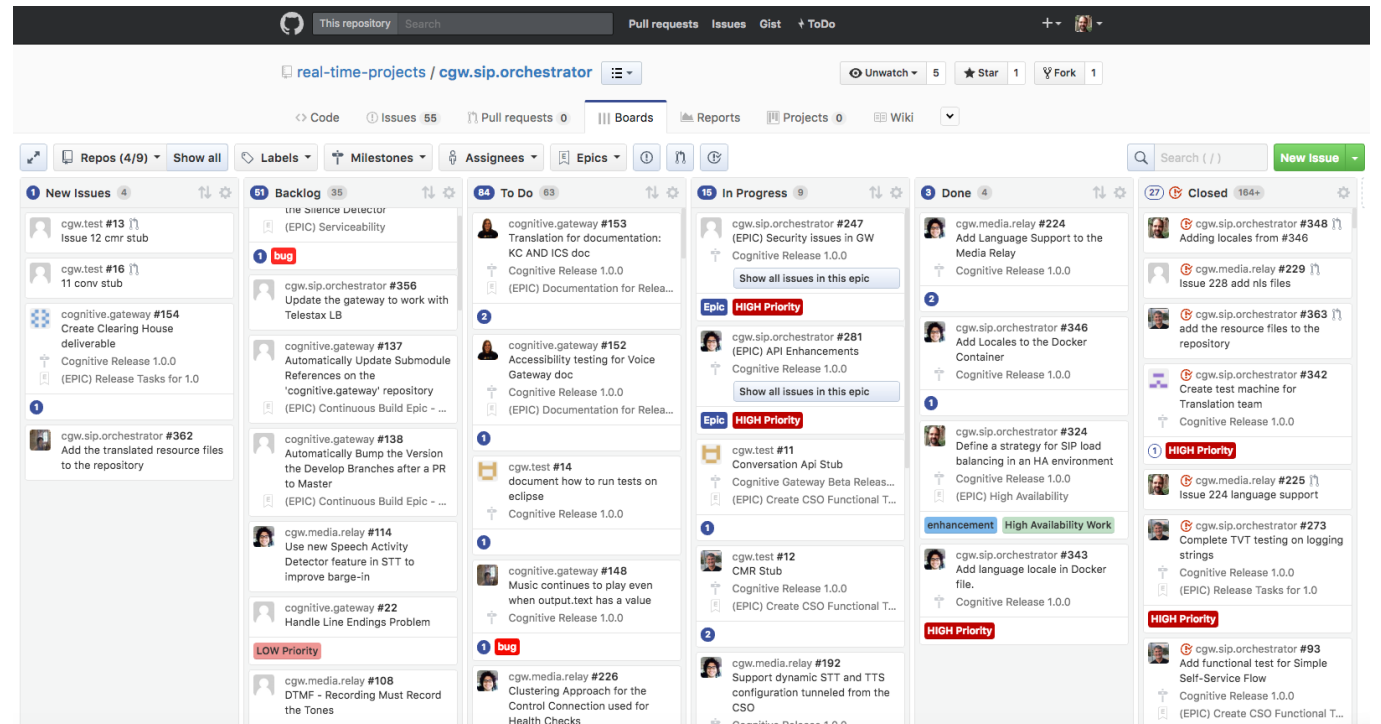 This repository Search Pull requests Issues Gist ToDo
real-time-projects / cgw.sip.orchestrator Unwatch 5 Star 1 Fork 1
Code Issues 55 Pull requests 0 Boards Reports Projects 0 Wiki
Repos (4/9) Show all Labels Milestones Assignees Epics Search ( / ) New Issue
1 New Issues 4
cgw.test #13
Issue 12 cmr stub
cgw.test #16
11 conv stub
cognitive.gateway #154
Create Clearing House
deliverable
Cognitive Release 1.0.0
(EPIC) Release Tasks for 1.0
1
cgw.sip.orchestrator #362
Add the translated resource files
to the repository
51 Backlog 35
the Silence Detector
(EPIC) Serviceability
1 bug
cgw.sip.orchestrator #356
Update the gateway to work with
Telestax LB
cognitive.gateway #137
Automatically Update Submodule
References on the
'cognitive.gateway' repository
(EPIC) Continuous Build Epic - ...
cognitive.gateway #138
Automatically Bump the Version
the Develop Branches after a PR
to Master
(EPIC) Continuous Build Epic - ...
cgw.media.relay #114
Use new Speech Activity
Detector feature in STT to
improve barge-in
cognitive.gateway #22
Handle Line Endings Problem
LOW Priority
cgw.media.relay #108
DTMF - Recording Must Record
the Tones
84 To Do 63
cognitive.gateway #153
Translation for documentation:
KC AND ICS doc
Cognitive Release 1.0.0
(EPIC) Documentation for Relea...
2
cognitive.gateway #152
Accessibility testing for Voice
Gateway doc
Cognitive Release 1.0.0
(EPIC) Documentation for Relea...
1
cgw.test #14
document how to run tests on
eclipse
Cognitive Release 1.0.0
1
cognitive.gateway #148
Music continues to play even
when output.text has a value
Cognitive Release 1.0.0
1 bug
cgw.media.relay #226
Clustering Approach for the
Control Connection used for
Health Checks
15 In Progress 9
cgw.sip.orchestrator #247
(EPIC) Security issues in GW
Cognitive Release 1.0.0
Show all issues in this epic
Epic HIGH Priority
cgw.sip.orchestrator #281
(EPIC) API Enhancements
Cognitive Release 1.0.0
Show all issues in this epic
Epic HIGH Priority
cgw.test #11
Conversation Api Stub
Cognitive Gateway Beta Releas...
(EPIC) Create CSO Functional T...
1
cgw.test #12
CMR Stub
Cognitive Release 1.0.0
(EPIC) Create CSO Functional T...
2
cgw.media.relay #192
Support dynamic STT and TTS
configuration tunneled from the
CSO
Cognitive Release 1.0.0
3 Done 4
cgw.media.relay #224
Add Language Support to the
Media Relay
Cognitive Release 1.0.0
2
cgw.sip.orchestrator #346
Add Locales to the Docker
Container
Cognitive Release 1.0.0
1
cgw.sip.orchestrator #324
Define a strategy for SIP load
balancing in an HA environment
Cognitive Release 1.0.0
(EPIC) High Availability
enhancement High Availability Work
cgw.sip.orchestrator #343
Add language locale in Docker
file.
Cognitive Release 1.0.0
HIGH Priority
27 Closed 164+
cgw.sip.orchestrator #348
Adding locales from #346
cgw.media.relay #229
Issue 228 add nls files
cgw.sip.orchestrator #363
add the resource files to the
repository
cgw.sip.orchestrator #342
Create test machine for
Translation team
Cognitive Release 1.0.0
1 HIGH Priority
cgw.media.relay #225
Issue 224 language support
cgw.sip.orchestrator #273
Complete TVT testing on logging
strings
Cognitive Release 1.0.0
(EPIC) Release Tasks for 1.0
HIGH Priority
cgw.sip.orchestrator #93
Add functional test for Simple
Self-Service Flow
Cognitive Release 1.0.0
(EPIC) Create CSO Functional T...